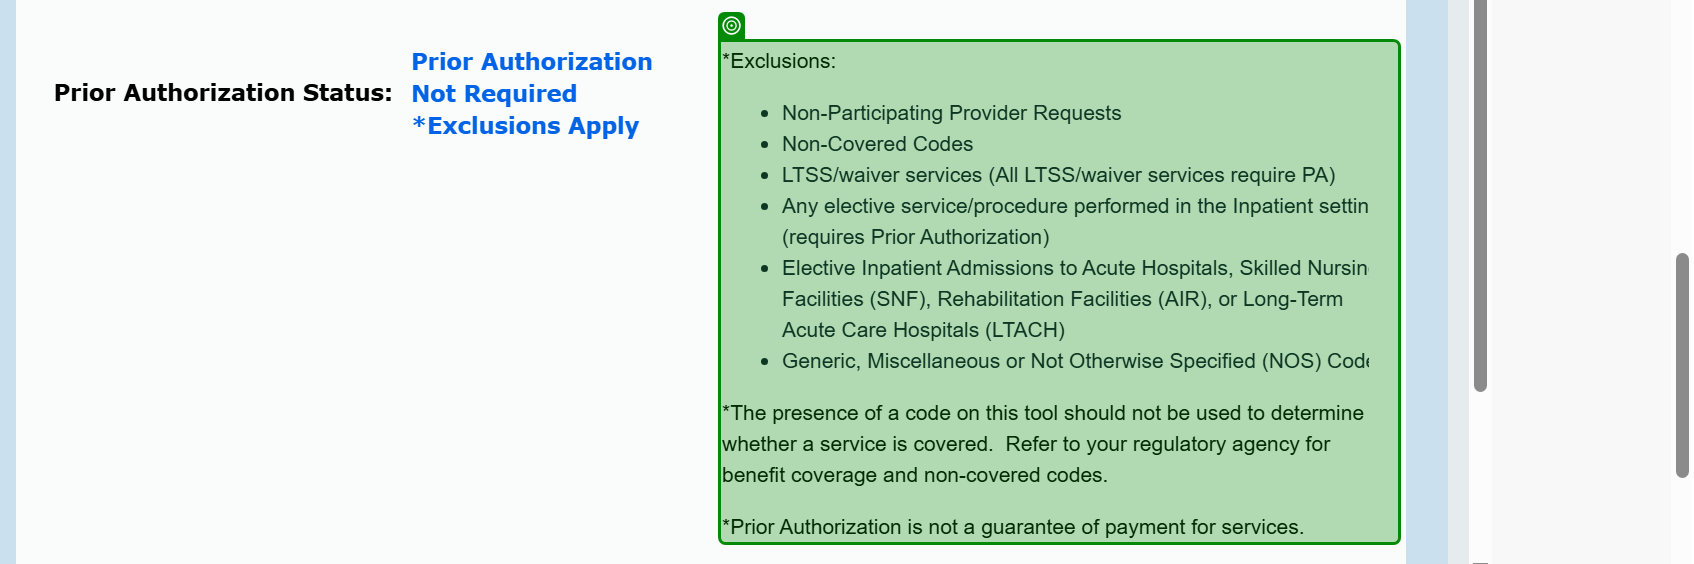 Prior Authorization Status:
Prior Authorization
Not Required
*Exclusions Apply
*Exclusions:
• Non-Participating Provider Requests
• Non-Covered Codes
• LTSS/waiver services (All LTSS/waiver services require PA)
• Any elective service/procedure performed in the Inpatient settin
(requires Prior Authorization)
• Elective Inpatient Admissions to Acute Hospitals, Skilled Nursin
Facilities (SNF), Rehabilitation Facilities (AIR), or Long-Term
Acute Care Hospitals (LTACH)
• Generic, Miscellaneous or Not Otherwise Specified (NOS) Code
*The presence of a code on this tool should not be used to determine
whether a service is covered.  Refer to your regulatory agency for
benefit coverage and non-covered codes.
*Prior Authorization is not a guarantee of payment for services.